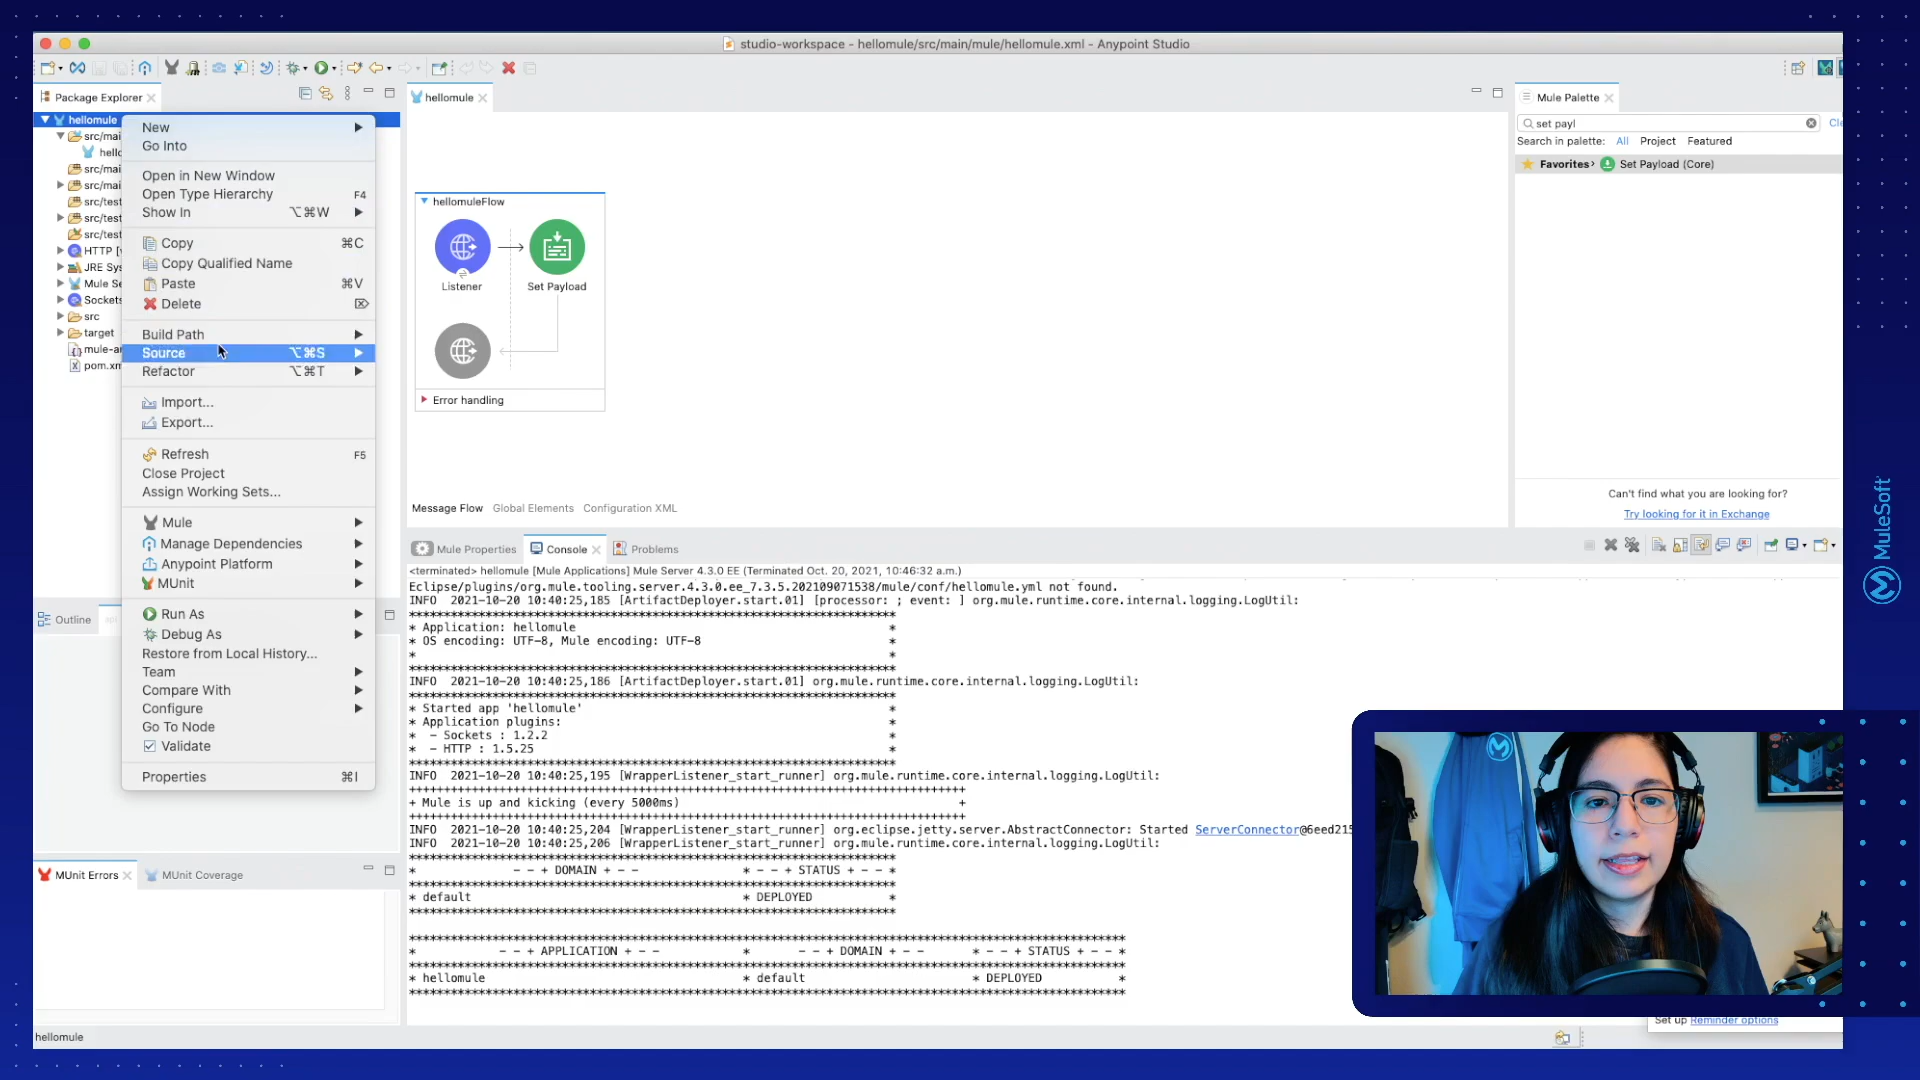 studio-workspace - hellomule/src/main/mule/hellomule.xml - Anypoint Studio
Package Explorer
hellomule
src/mai
hello
src/mai
src/mai
src/test
src/test
src/test
HTTP [v
JRE Sys
Mule Se
Sockets
src
target
mule-ar
pom.xm
New
Go Into
Open in New Window
Open Type Hierarchy F4
Show In ⌥⌘W
Copy ⌘C
Copy Qualified Name
Paste ⌘V
Delete ⌦
Build Path
Source ⌥⌘S
Refactor ⌥⌘T
Import...
Export...
Refresh F5
Close Project
Assign Working Sets...
Mule
Manage Dependencies
Anypoint Platform
MUnit
Run As
Debug As
Restore from Local History...
Team
Compare With
Configure
Go To Node
Validate
Properties ⌘I
Outline
MUnit Errors MUnit Coverage
hellomule
hellomule
hellomuleFlow
Listener Set Payload
Error handling
Message Flow Global Elements Configuration XML
Mule Palette
set payl
Search in palette: All Project Featured
Favorites› Set Payload (Core)
Can't find what you are looking for?
Try looking for it in Exchange
Mule Properties Console Problems
<terminated> hellomule [Mule Applications] Mule Server 4.3.0 EE (Terminated Oct. 20, 2021, 10:46:32 a.m.)
Eclipse/plugins/org.mule.tooling.server.4.3.0.ee_7.3.5.202109071538/mule/conf/hellomule.yml not found.
INFO  2021-10-20 10:40:25,185 [ArtifactDeployer.start.01] [processor: ; event: ] org.mule.runtime.core.internal.logging.LogUtil:
**********************************************************************
* Application: hellomule *
* OS encoding: UTF-8, Mule encoding: UTF-8 *
* *
**********************************************************************
INFO  2021-10-20 10:40:25,186 [ArtifactDeployer.start.01] org.mule.runtime.core.internal.logging.LogUtil:
**********************************************************************
* Started app 'hellomule' *
* Application plugins: *
*  - Sockets : 1.2.2 *
*  - HTTP : 1.5.25 *
**********************************************************************
INFO  2021-10-20 10:40:25,195 [WrapperListener_start_runner] org.mule.runtime.core.internal.logging.LogUtil:
++++++++++++++++++++++++++++++++++++++++++++++++++++++++++++++++++++++++++++++++
+ Mule is up and kicking (every 5000ms) +
++++++++++++++++++++++++++++++++++++++++++++++++++++++++++++++++++++++++++++++++
INFO  2021-10-20 10:40:25,204 [WrapperListener_start_runner] org.eclipse.jetty.server.AbstractConnector: Started ServerConnector@6eed215
INFO  2021-10-20 10:40:25,206 [WrapperListener_start_runner] org.mule.runtime.core.internal.logging.LogUtil:
**********************************************************************
* - - + DOMAIN + - - * - - + STATUS + - - *
**********************************************************************
* default * DEPLOYED *
**********************************************************************
*******************************************************************************************************
* - - + APPLICATION + - - * - - + DOMAIN + - - * - - + STATUS + - - *
*******************************************************************************************************
* hellomule * default * DEPLOYED *
*******************************************************************************************************
Set up Reminder options
MuleSoft